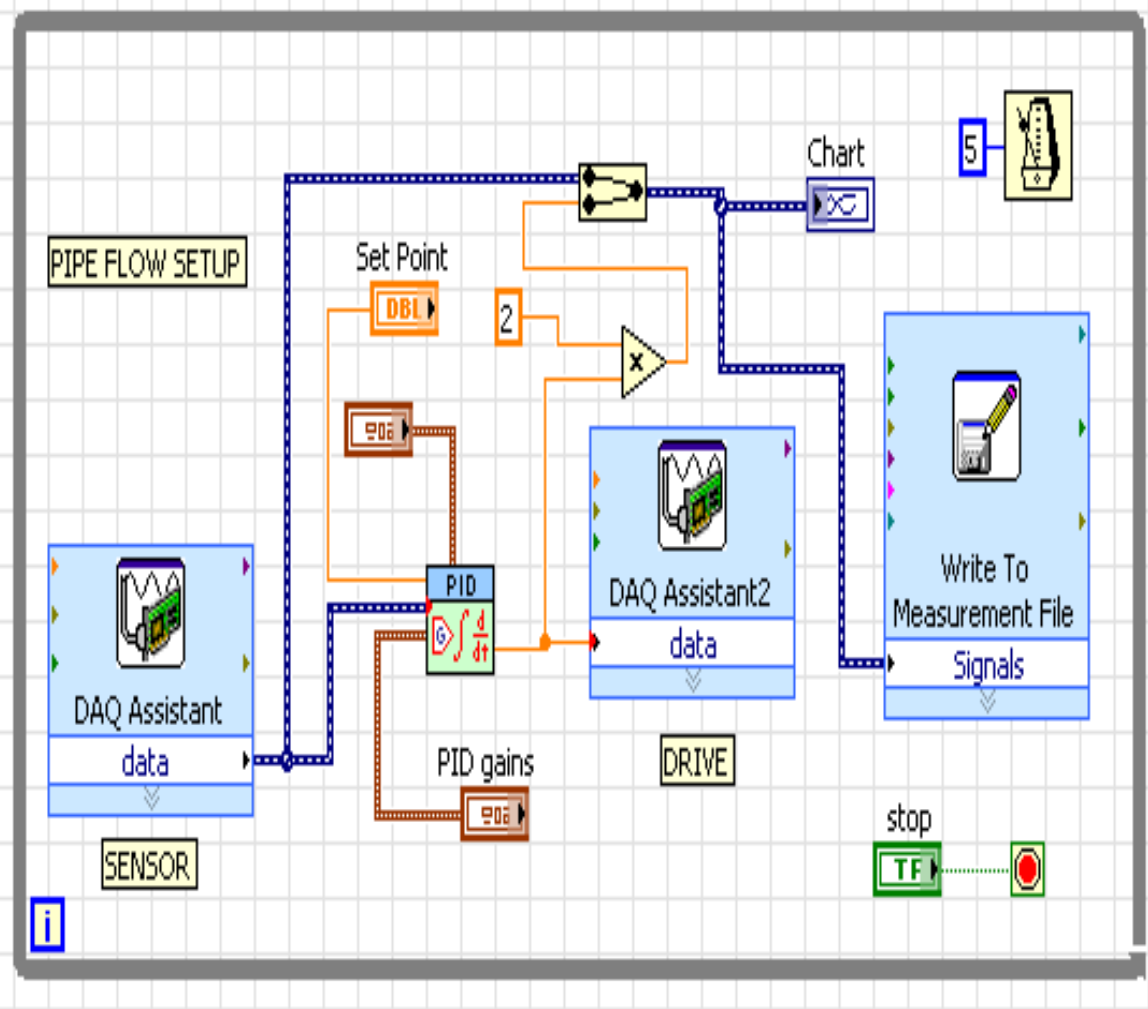 Chart
5
PIPE FLOW SETUP
Set Point
DBL
2
x
PID
G
d
dt
DAQ Assistant2
data
Write To
Measurement File
Signals
DAQ Assistant
data
PID gains
DRIVE
SENSOR
stop
TF
i